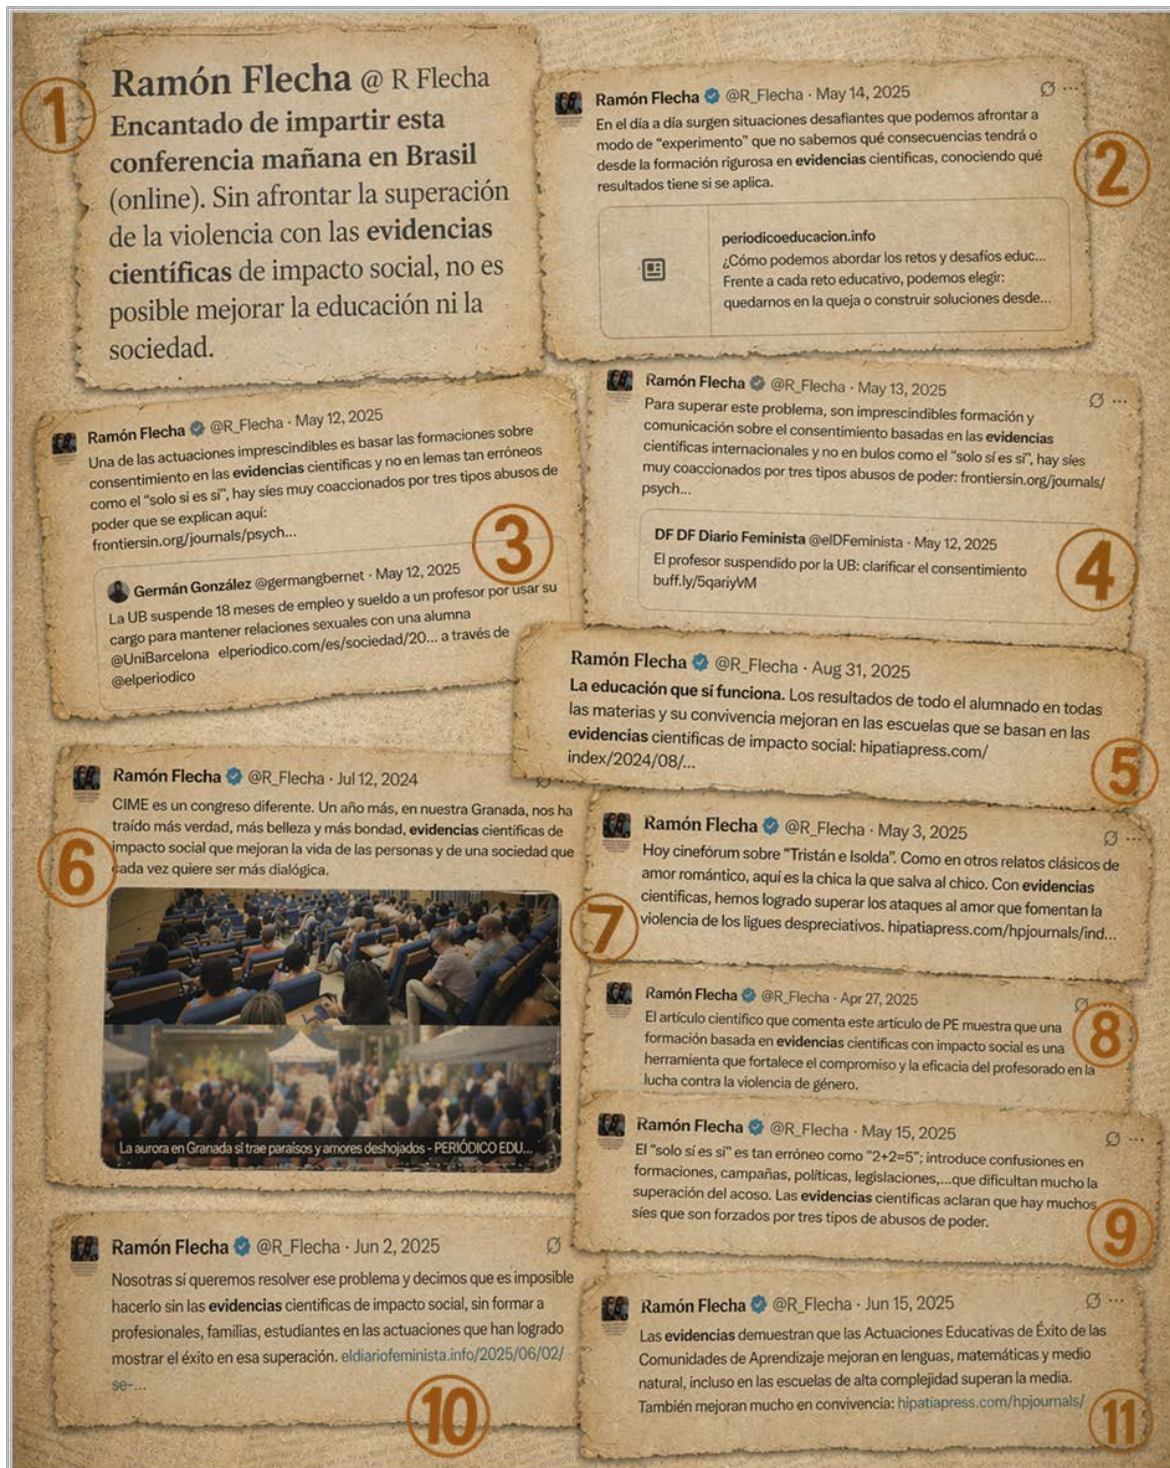 1
Ramón Flecha @ R Flecha
Encantado de impartir esta
conferencia mañana en Brasil
(online). Sin afrontar la superación
de la violencia con las evidencias
científicas de impacto social, no es
posible mejorar la educación ni la
sociedad.
Ramón Flecha @R_Flecha · May 14, 2025
En el día a día surgen situaciones desafiantes que podemos afrontar a
modo de "experimento" que no sabemos qué consecuencias tendrá o
desde la formación rigurosa en evidencias científicas, conociendo qué
resultados tiene si se aplica.
2
periodicoeducacion.info
¿Cómo podemos abordar los retos y desafíos educ...
Frente a cada reto educativo, podemos elegir:
quedarnos en la queja o construir soluciones desde...
Ramón Flecha @R_Flecha · May 12, 2025
Una de las actuaciones imprescindibles es basar las formaciones sobre
consentimiento en las evidencias científicas y no en lemas tan erróneos
como el "solo si es sí", hay síes muy coaccionados por tres tipos abusos de
poder que se explican aquí:
frontiersin.org/journals/psych...
3
Germán González @germangbernet · May 12, 2025
La UB suspende 18 meses de empleo y sueldo a un profesor por usar su
cargo para mantener relaciones sexuales con una alumna
@UniBarcelona elperiodico.com/es/sociedad/20... a través de
@elperiodico
Ramón Flecha @R_Flecha · May 13, 2025
Para superar este problema, son imprescindibles formación y
comunicación sobre el consentimiento basadas en las evidencias
científicas internacionales y no en bulos como el "solo sí es sí", hay síes
muy coaccionados por tres tipos abusos de poder: frontiersin.org/journals/
psych...
DF DF Diario Feminista @elDFeminista · May 12, 2025
El profesor suspendido por la UB: clarificar el consentimiento
buff.ly/5qariyVM
4
Ramón Flecha @R_Flecha · Aug 31, 2025
La educación que sí funciona. Los resultados de todo el alumnado en todas
las materias y su convivencia mejoran en las escuelas que se basan en las
evidencias científicas de impacto social: hipatiapress.com/
index/2024/08/...
5
Ramón Flecha @R_Flecha · Jul 12, 2024
CIME es un congreso diferente. Un año más, en nuestra Granada, nos ha
traído más verdad, más belleza y más bondad, evidencias científicas de
impacto social que mejoran la vida de las personas y de una sociedad que
cada vez quiere ser más dialógica.
6
La aurora en Granada si trae paraísos y amores deshojados - PERIÓDICO EDU...
Ramón Flecha @R_Flecha · May 3, 2025
Hoy cinefórum sobre "Tristán e Isolda". Como en otros relatos clásicos de
amor romántico, aquí es la chica la que salva al chico. Con evidencias
científicas, hemos logrado superar los ataques al amor que fomentan la
violencia de los ligues despreciativos. hipatiapress.com/hpjournals/ind...
7
Ramón Flecha @R_Flecha · Apr 27, 2025
El artículo científico que comenta este artículo de PE muestra que una
formación basada en evidencias científicas con impacto social es una
herramienta que fortalece el compromiso y la eficacia del profesorado en la
lucha contra la violencia de género.
8
Ramón Flecha @R_Flecha · May 15, 2025
El "solo sí es sí" es tan erróneo como "2+2=5"; introduce confusiones en
formaciones, campañas, políticas, legislaciones,...que dificultan mucho la
superación del acoso. Las evidencias científicas aclaran que hay muchos
síes que son forzados por tres tipos de abusos de poder.
9
Ramón Flecha @R_Flecha · Jun 2, 2025
Nosotras sí queremos resolver ese problema y decimos que es imposible
hacerlo sin las evidencias científicas de impacto social, sin formar a
profesionales, familias, estudiantes en las actuaciones que han logrado
mostrar el éxito en esa superación. eldiariofeminista.info/2025/06/02/
se-...
10
Ramón Flecha @R_Flecha · Jun 15, 2025
Las evidencias demuestran que las Actuaciones Educativas de Éxito de las
Comunidades de Aprendizaje mejoran en lenguas, matemáticas y medio
natural, incluso en las escuelas de alta complejidad superan la media.
También mejoran mucho en convivencia: hipatiapress.com/hpjournals/
11